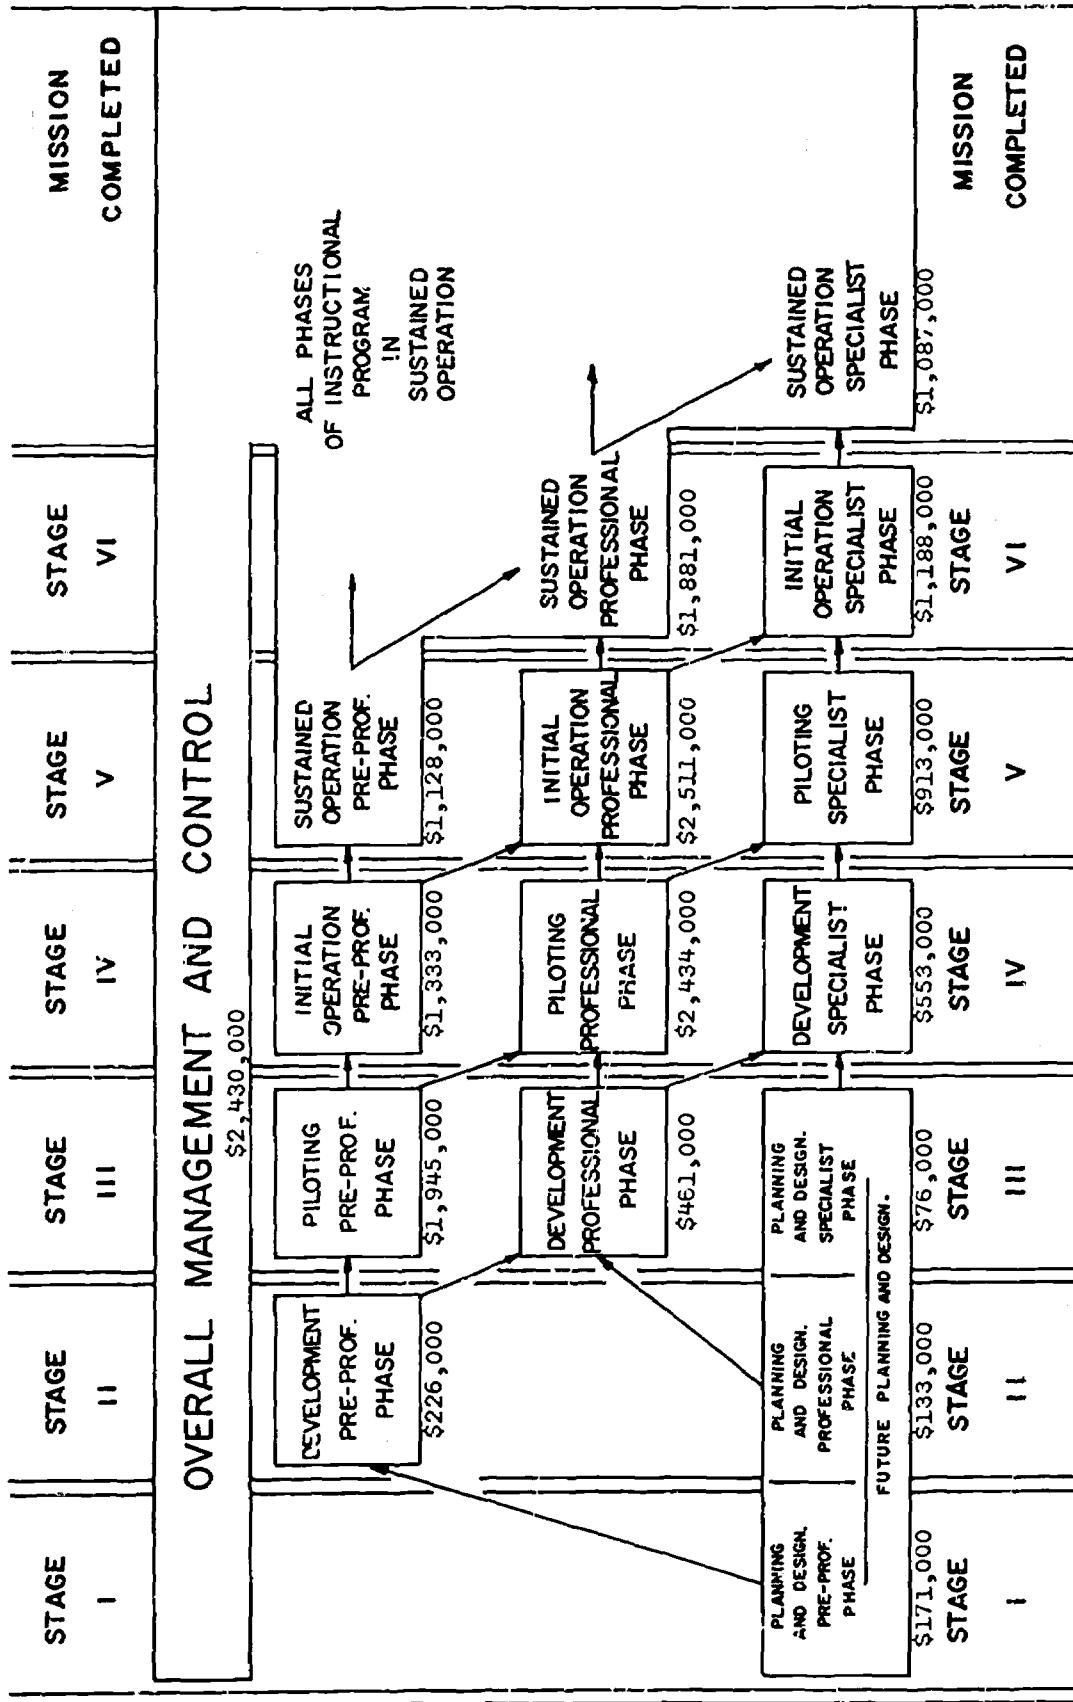 STAGE
I
STAGE
II
STAGE
III
STAGE
IV
STAGE
V
STAGE
VI
MISSION
COMPLETED
OVERALL MANAGEMENT AND CONTROL
$2,430,000
DEVELOPMENT
PRE-PROF.
PHASE
$226,000
PILOTING
PRE-PROF.
PHASE
$1,945,000
INITIAL
OPERATION
PRE-PROF.
PHASE
$1,333,000
SUSTAINED
OPERATION
PRE-PROF.
PHASE
$1,128,000
ALL PHASES
OF INSTRUCTIONAL
PROGRAM
IN
SUSTAINED
OPERATION
DEVELOPMENT
PROFESSIONAL
PHASE
$461,000
PILOTING
PROFESSIONAL
PHASE
$2,434,000
INITIAL
OPERATION
PROFESSIONAL
PHASE
$2,511,000
SUSTAINED
OPERATION
PROFESSIONAL
PHASE
$1,881,000
PLANNING
AND DESIGN.
PRE-PROF.
PHASE
PLANNING
AND DESIGN.
PROFESSIONAL
PHASE
PLANNING
AND DESIGN.
SPECIALIST
PHASE
FUTURE PLANNING AND DESIGN.
$171,000
$133,000
$76,000
DEVELOPMENT
SPECIALIST
PHASE
$553,000
PILOTING
SPECIALIST
PHASE
$913,000
INITIAL
OPERATION
SPECIALIST
PHASE
$1,188,000
SUSTAINED
OPERATION
SPECIALIST
PHASE
$1,087,000
STAGE
I
STAGE
II
STAGE
III
STAGE
IV
STAGE
V
STAGE
VI
MISSION
COMPLETED